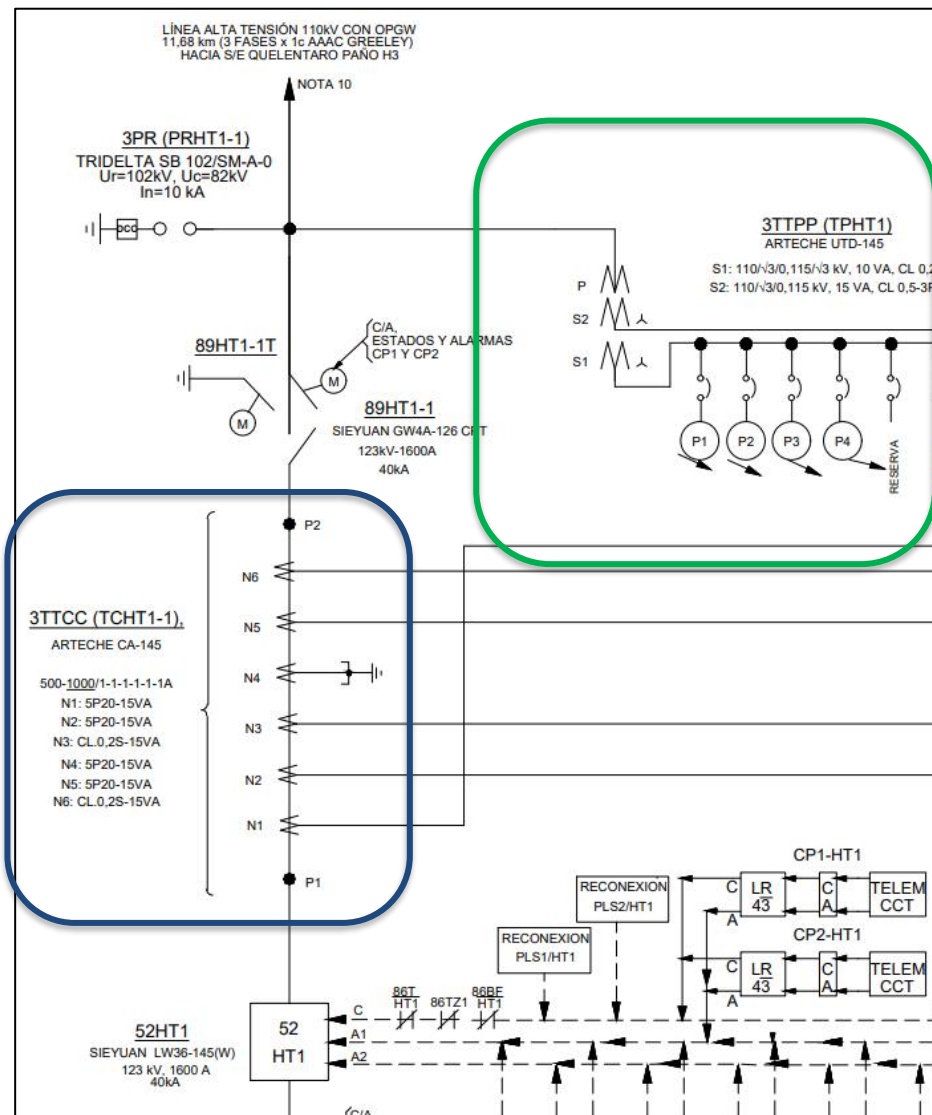 LÍNEA ALTA TENSIÓN 110kV CON OPGW
11,68 km (3 FASES x 1c AAAC GREELEY)
HACIA S/E QUELENTARO PAÑO H3
NOTA 10
3PR (PRHT1-1)
TRIDELTA SB 102/SM-A-0
Ur=102kV, Uc=82kV
In=10 kA
DCC
3TTPP (TPHT1)
ARTECHE UTD-145
S1: 110/√3/0,115/√3 kV, 10 VA, CL 0,2
S2: 110/√3/0,115 kV, 15 VA, CL 0,5-3P
P
S2
S1
P1
P2
P3
P4
RESERVA
C/A,
ESTADOS Y ALARMAS
CP1 Y CP2
89HT1-1T
M
M
89HT1-1
SIEYUAN GW4A-126 CPT
123kV-1600A
40kA
P2
N6
N5
N4
N3
N2
N1
P1
3TTCC (TCHT1-1),
ARTECHE CA-145
500-1000/1-1-1-1-1-1A
N1: 5P20-15VA
N2: 5P20-15VA
N3: CL.0,2S-15VA
N4: 5P20-15VA
N5: 5P20-15VA
N6: CL.0,2S-15VA
CP1-HT1
C
A
LR
43
C
A
TELEM
CCT
CP2-HT1
C
A
LR
43
C
A
TELEM
CCT
RECONEXION
PLS2/HT1
RECONEXION
PLS1/HT1
86T
HT1
86TZ1
86BF
HT1
C
A1
A2
52
HT1
52HT1
SIEYUAN LW36-145(W)
123 kV, 1600 A
40kA
C/A